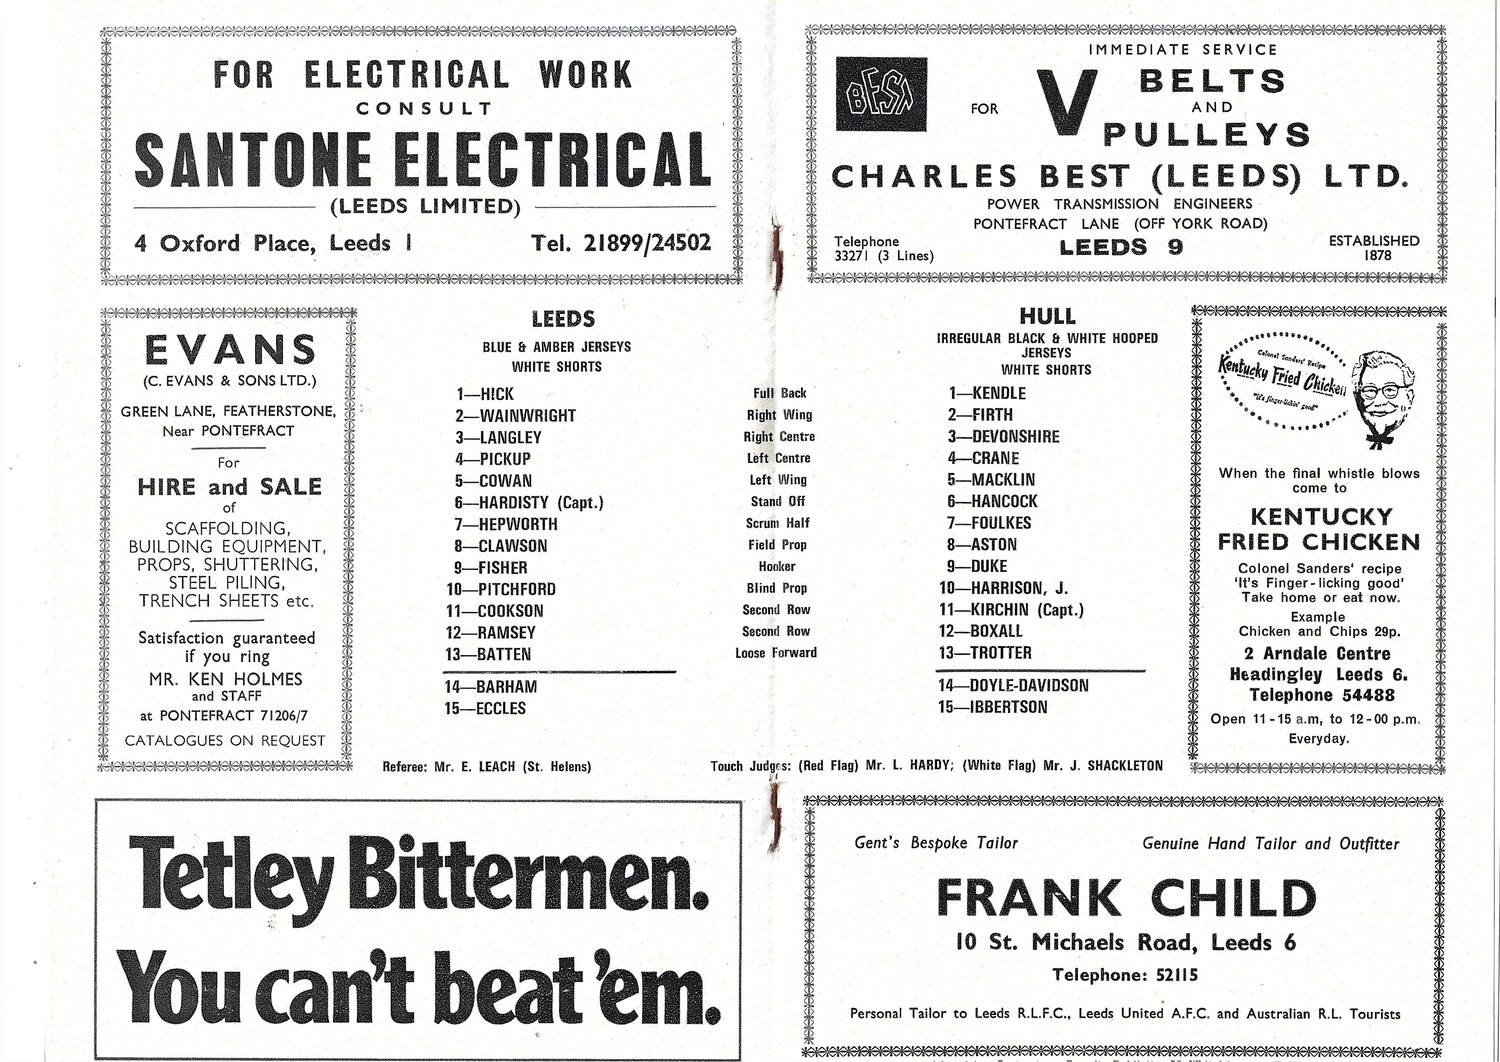 FOR ELECTRICAL WORK
CONSULT
SANTONE ELECTRICAL
(LEEDS LIMITED)
4 Oxford Place, Leeds 1 Tel. 21899/24502
IMMEDIATE SERVICE
BESA
FOR V BELTS
AND
PULLEYS
CHARLES BEST (LEEDS) LTD.
POWER TRANSMISSION ENGINEERS
PONTEFRACT LANE (OFF YORK ROAD)
Telephone
33271 (3 Lines)
LEEDS 9
ESTABLISHED
1878
EVANS
(C. EVANS & SONS LTD.)
GREEN LANE, FEATHERSTONE,
Near PONTEFRACT
For
HIRE and SALE
of
SCAFFOLDING,
BUILDING EQUIPMENT,
PROPS, SHUTTERING,
STEEL PILING,
TRENCH SHEETS etc.
Satisfaction guaranteed
if you ring
MR. KEN HOLMES
and STAFF
at PONTEFRACT 71206/7
CATALOGUES ON REQUEST
LEEDS
BLUE & AMBER JERSEYS
WHITE SHORTS
HULL
IRREGULAR BLACK & WHITE HOOPED
JERSEYS
WHITE SHORTS
1—HICK Full Back 1—KENDLE
2—WAINWRIGHT Right Wing 2—FIRTH
3—LANGLEY Right Centre 3—DEVONSHIRE
4—PICKUP Left Centre 4—CRANE
5—COWAN Left Wing 5—MACKLIN
6—HARDISTY (Capt.) Stand Off 6—HANCOCK
7—HEPWORTH Scrum Half 7—FOULKES
8—CLAWSON Field Prop 8—ASTON
9—FISHER Hooker 9—DUKE
10—PITCHFORD Blind Prop 10—HARRISON, J.
11—COOKSON Second Row 11—KIRCHIN (Capt.)
12—RAMSEY Second Row 12—BOXALL
13—BATTEN Loose Forward 13—TROTTER
14—BARHAM 14—DOYLE-DAVIDSON
15—ECCLES 15—IBBERTSON
Referee: Mr. E. LEACH (St. Helens) Touch Judges: (Red Flag) Mr. L. HARDY; (White Flag) Mr. J. SHACKLETON
Colonel Sanders' Recipe
Kentucky Fried Chicken
"it's finger-lickin' good"
When the final whistle blows
come to
KENTUCKY
FRIED CHICKEN
Colonel Sanders' recipe
'It's Finger-licking good'
Take home or eat now.
Example
Chicken and Chips 29p.
2 Arndale Centre
Headingley Leeds 6.
Telephone 54488
Open 11-15 a.m, to 12-00 p.m.
Everyday.
Tetley Bittermen.
You can't beat 'em.
Gent's Bespoke Tailor Genuine Hand Tailor and Outfitter
FRANK CHILD
10 St. Michaels Road, Leeds 6
Telephone: 52115
Personal Tailor to Leeds R.L.F.C., Leeds United A.F.C. and Australian R.L. Tourists